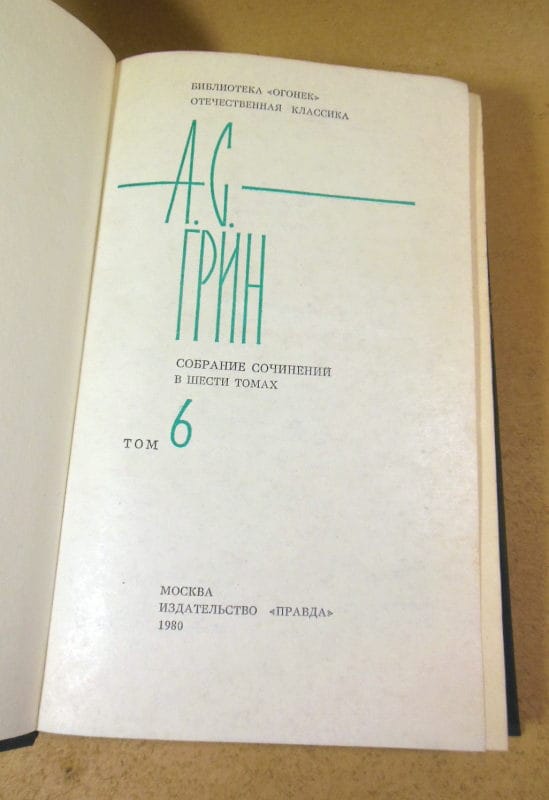 БИБЛИОТЕКА «ОГОНЕК»
ОТЕЧЕСТВЕННАЯ КЛАССИКА
А.С.
ГРИН
СОБРАНИЕ СОЧИНЕНИЙ
В ШЕСТИ ТОМАХ
ТОМ 6
МОСКВА
ИЗДАТЕЛЬСТВО «ПРАВДА»
1980